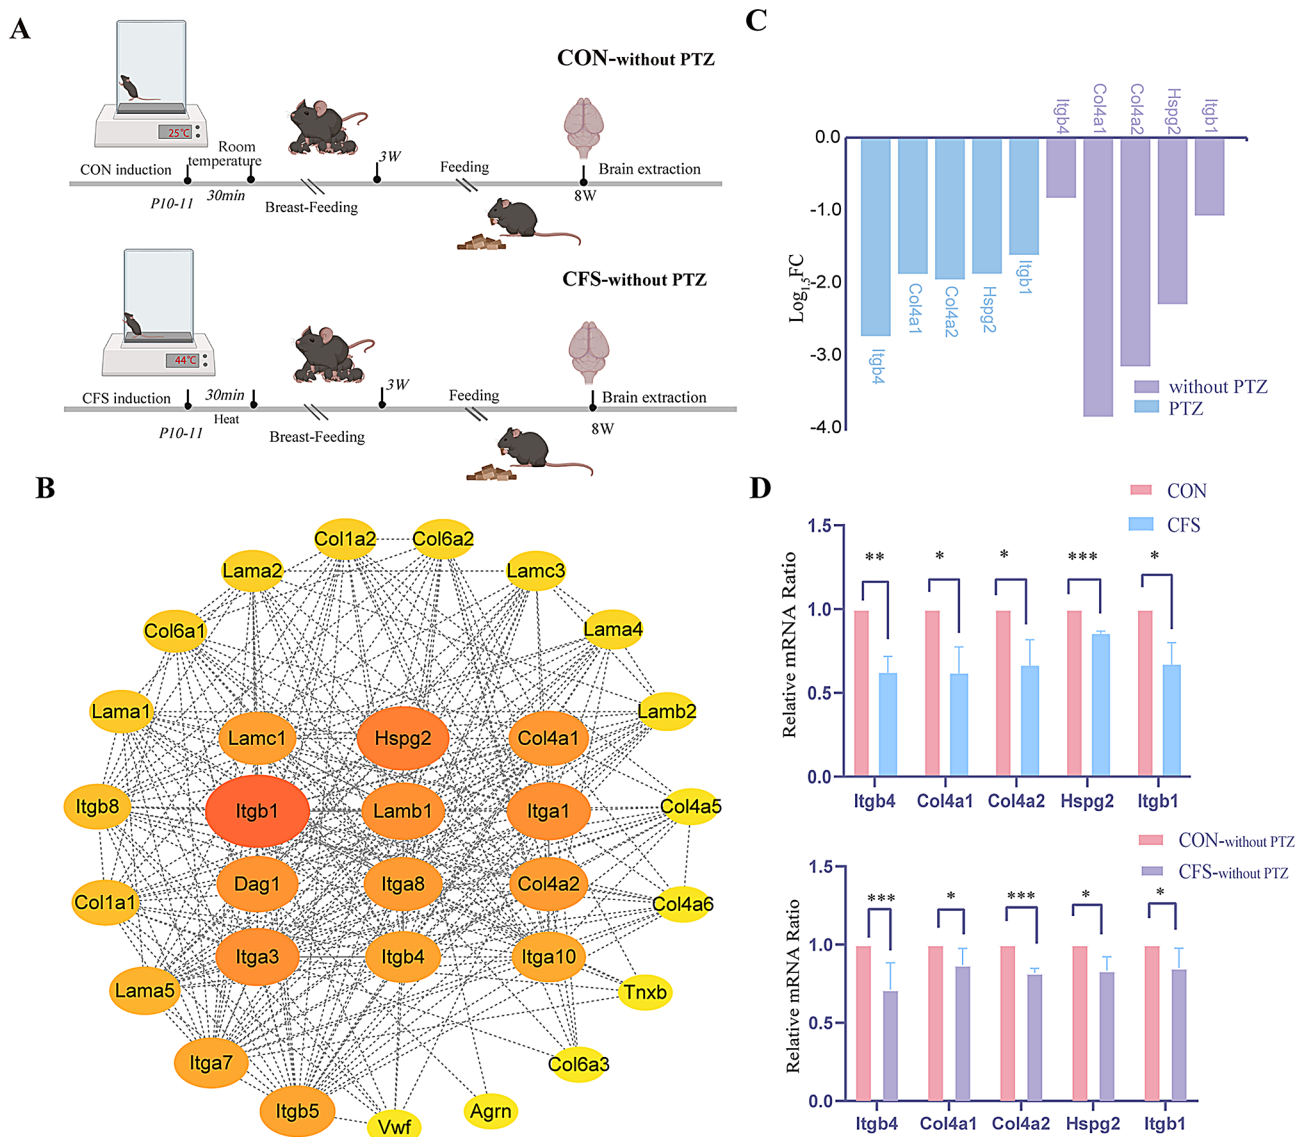 A
CON-without PTZ
25℃
CON induction
Room
temperature
3W
Feeding
Brain extraction
P10-11
30min
Breast-Feeding
8W
CFS-without PTZ
44℃
CFS induction
30min
3W
Feeding
Brain extraction
P10-11
Heat
Breast-Feeding
8W
B
Col1a2
Col6a2
Lama2
Lamc3
Col6a1
Lama4
Lama1
Lamb2
Lamc1
Hspg2
Col4a1
Itgb8
Itgb1
Lamb1
Itga1
Col4a5
Dag1
Itga8
Col4a2
Col1a1
Col4a6
Itga3
Itgb4
Itga10
Lama5
Tnxb
Itga7
Col6a3
Itgb5
Vwf
Agrn
C
Itgb4
Col4a1
Col4a2
Hspg2
Itgb1
0.0
-1.0
-2.0
-3.0
-4.0
Log1.5FC
Itgb4
Col4a1
Col4a2
Hspg2
Itgb1
without PTZ
PTZ
D
CON
CFS
1.5
1.0
0.5
0.0
Relative mRNA Ratio
**
*
*
***
*
Itgb4
Col4a1
Col4a2
Hspg2
Itgb1
CON-without PTZ
CFS-without PTZ
1.5
1.0
0.5
0.0
Relative mRNA Ratio
***
*
***
*
*
Itgb4
Col4a1
Col4a2
Hspg2
Itgb1